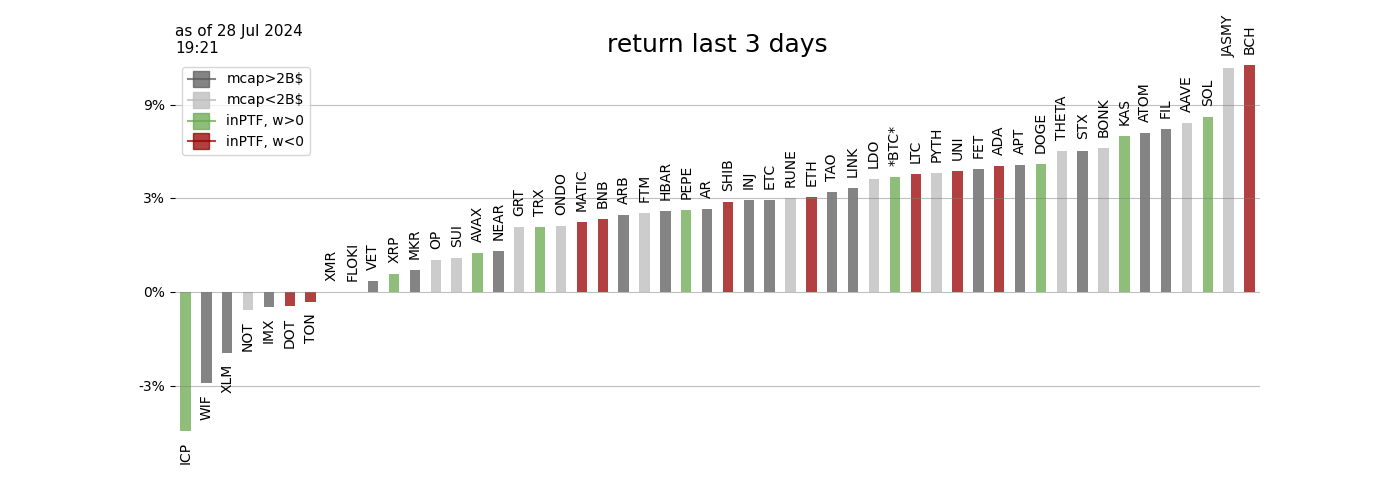 as of 28 Jul 2024
19:21
return last 3 days
mcap>2B$
mcap<2B$
inPTF, w>0
inPTF, w<0
9%
3%
0%
-3%
ICP
WIF
XLM
NOT
IMX
DOT
TON
XMR
FLOKI
VET
XRP
MKR
OP
SUI
AVAX
NEAR
GRT
TRX
ONDO
MATIC
BNB
ARB
FTM
HBAR
PEPE
AR
SHIB
INJ
ETC
RUNE
ETH
TAO
LINK
LDO
*BTC*
LTC
PYTH
UNI
FET
ADA
APT
DOGE
THETA
STX
BONK
KAS
ATOM
FIL
AAVE
SOL
JASMY
BCH